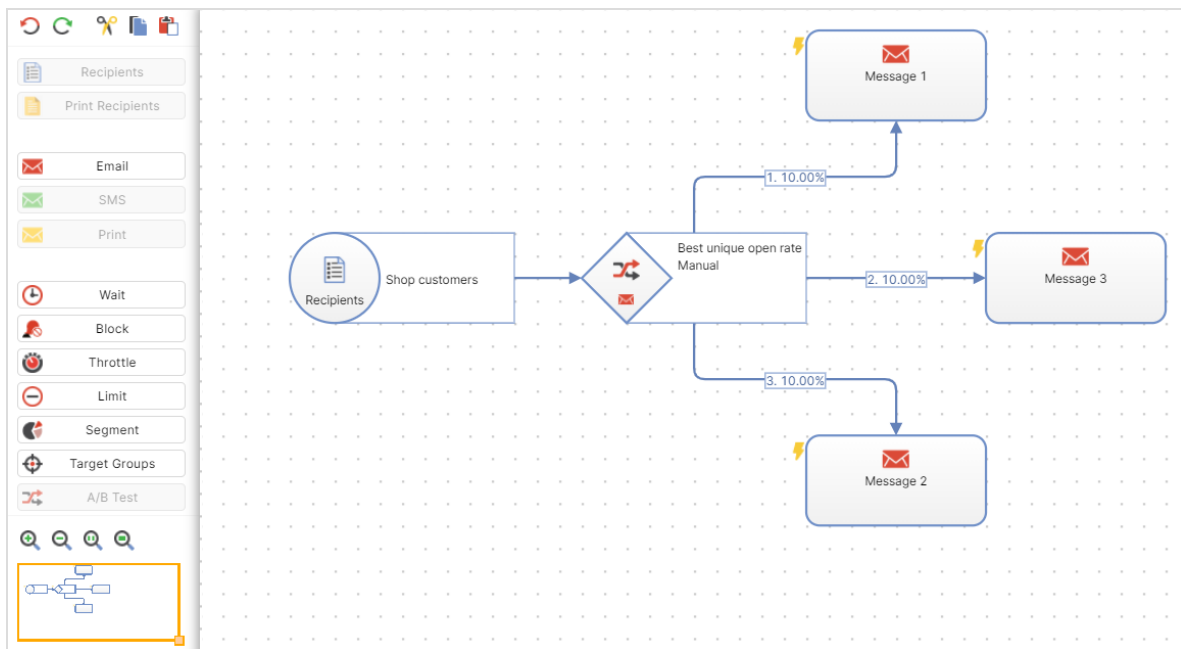 Recipients
Print Recipients
Email
SMS
Print
Wait
Block
Throttle
Limit
Segment
Target Groups
A/B Test
Message 1
1. 10.00%
Recipients
Shop customers
Best unique open rate
Manual
2. 10.00%
Message 3
3. 10.00%
Message 2